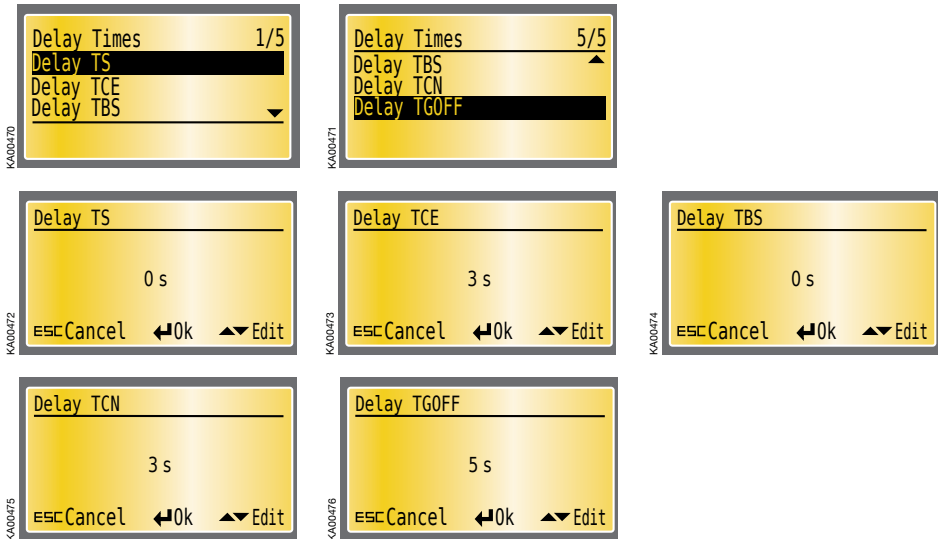 Delay Times 1/5
Delay TS
Delay TCE
Delay TBS
KA00470
Delay Times 5/5
Delay TBS
Delay TCN
Delay TGOFF
KA00471
Delay TS
0 s
ESC Cancel Ok Edit
KA00472
Delay TCE
3 s
ESC Cancel Ok Edit
KA00473
Delay TBS
0 s
ESC Cancel Ok Edit
KA00474
Delay TCN
3 s
ESC Cancel Ok Edit
KA00475
Delay TGOFF
5 s
ESC Cancel Ok Edit
KA00476